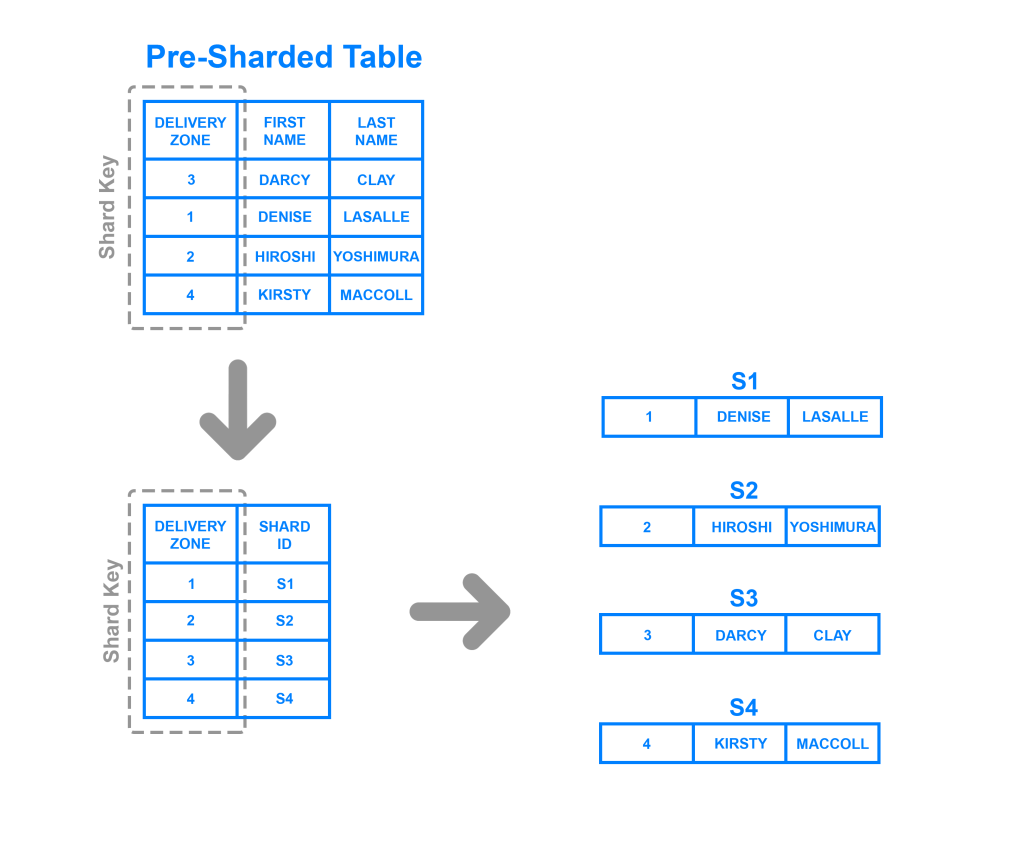 Pre-Sharded Table
Shard Key
DELIVERY ZONE FIRST NAME LAST NAME
3 DARCY CLAY
1 DENISE LASALLE
2 HIROSHI YOSHIMURA
4 KIRSTY MACCOLL
Shard Key
DELIVERY ZONE SHARD ID
1 S1
2 S2
3 S3
4 S4
S1
1 DENISE LASALLE
S2
2 HIROSHI YOSHIMURA
S3
3 DARCY CLAY
S4
4 KIRSTY MACCOLL